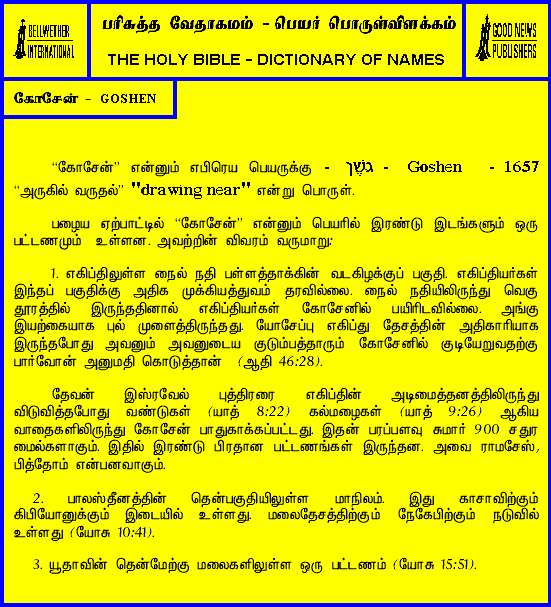 BELLWETHER
INTERNATIONAL
பரிசுத்த வேதாகமம் - பெயர் பொருள்விளக்கம்
THE HOLY BIBLE - DICTIONARY OF NAMES
GOOD NEWS
PUBLISHERS
கோசேன் - GOSHEN
“கோசேன்” என்னும் எபிரெய பெயருக்கு - גֹּשֶׁן - Goshen - 1657
“அருகில் வருதல்” "drawing near" என்று பொருள்.
பழைய ஏற்பாட்டில் “கோசேன்” என்னும் பெயரில் இரண்டு இடங்களும் ஒரு
பட்டணமும் உள்ளன. அவற்றின் விவரம் வருமாறு:
1. எகிப்திலுள்ள நைல் நதி பள்ளத்தாக்கின் வடகிழக்குப் பகுதி. எகிப்தியர்கள்
இந்தப் பகுதிக்கு அதிக முக்கியத்துவம் தரவில்லை. நைல் நதியிலிருந்து வெகு
தூரத்தில் இருந்ததினால் எகிப்தியர்கள் கோசேனில் பயிரிடவில்லை. அங்கு
இயற்கையாக புல் முளைத்திருந்தது. யோசேப்பு எகிப்து தேசத்தின் அதிகாரியாக
இருந்தபோது அவனும் அவனுடைய குடும்பத்தாரும் கோசேனில் குடியேறுவதற்கு
பார்வோன் அனுமதி கொடுத்தான் (ஆதி 46:28).
தேவன் இஸ்ரவேல் புத்திரரை எகிப்தின் அடிமைத்தனத்திலிருந்து
விடுவித்தபோது வண்டுகள் (யாத் 8:22) கல்மழைகள் (யாத் 9:26) ஆகிய
வாதைகளிலிருந்து கோசேன் பாதுகாக்கப்பட்டது. இதன் பரப்பளவு சுமார் 900 சதுர
மைல்களாகும். இதில் இரண்டு பிரதான பட்டணங்கள் இருந்தன. அவை ராமசேஸ்,
பித்தோம் என்பனவாகும்.
2. பாலஸ்தீனத்தின் தென்பகுதியிலுள்ள மாநிலம். இது காசாவிற்கும்
கிபியோனுக்கும் இடையில் உள்ளது. மலைதேசத்திற்கும் நேகேபிற்கும் நடுவில்
உள்ளது (யோசு 10:41).
3. யூதாவின் தென்மேற்கு மலைகளிலுள்ள ஒரு பட்டணம் (யோசு 15:51).